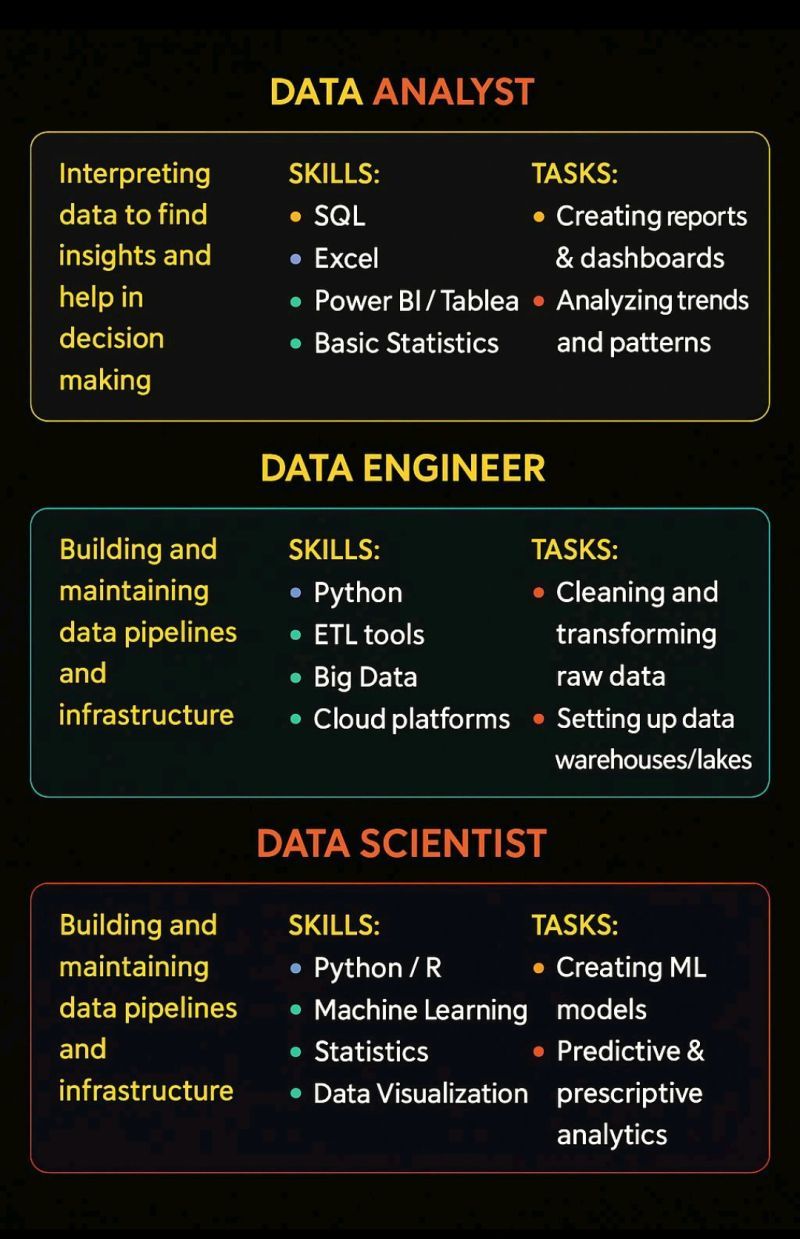 DATA ANALYST
Interpreting
data to find
insights and
help in
decision
making
SKILLS:
SQL
Excel
Power BI / Tablea
Basic Statistics
TASKS:
Creating reports
& dashboards
Analyzing trends
and patterns
DATA ENGINEER
Building and
maintaining
data pipelines
and
infrastructure
SKILLS:
Python
ETL tools
Big Data
Cloud platforms
TASKS:
Cleaning and
transforming
raw data
Setting up data
warehouses/lakes
DATA SCIENTIST
Building and
maintaining
data pipelines
and
infrastructure
SKILLS:
Python / R
Machine Learning
Statistics
Data Visualization
TASKS:
Creating ML
models
Predictive &
prescriptive
analytics